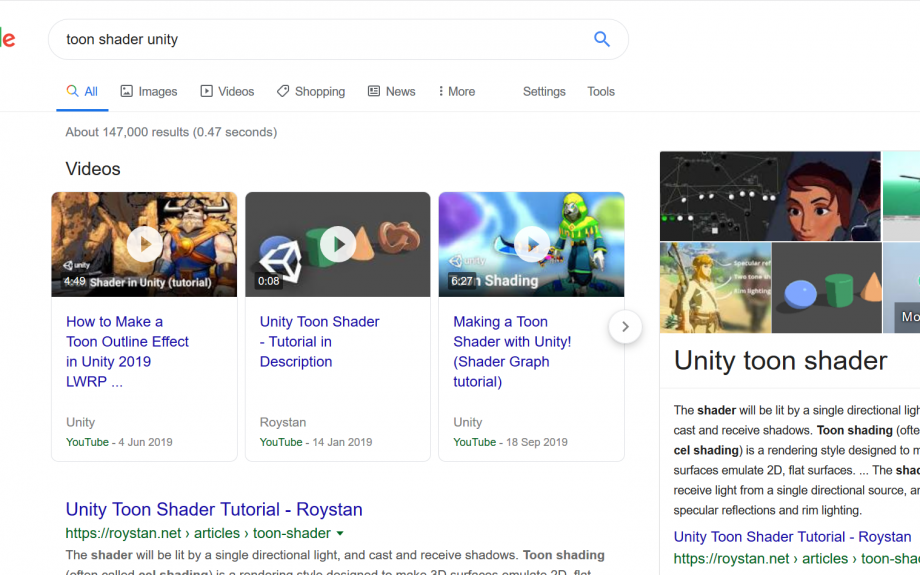 le
toon shader unity
All Images Videos Shopping News More Settings Tools
About 147,000 results (0.47 seconds)
Videos
unity
4:49 Shader in Unity (tutorial)
How to Make a
Toon Outline Effect
in Unity 2019
LWRP ...
Unity
YouTube - 4 Jun 2019
0:08
Unity Toon Shader
- Tutorial in
Description
Roystan
YouTube - 14 Jan 2019
unity
6:27 Shading
Making a Toon
Shader with Unity!
(Shader Graph
tutorial)
Unity
YouTube - 18 Sep 2019
Unity Toon Shader Tutorial - Roystan
https://roystan.net › articles › toon-shader
The shader will be lit by a single directional light, and cast and receive shadows. Toon shading
(often called cel shading) is a rendering style designed to make 3D surfaces emulate 2D, flat
Specular ref
Two tone
Rim lighting
Mo
Unity toon shader
The shader will be lit by a single directional ligh
cast and receive shadows. Toon shading (ofte
cel shading) is a rendering style designed to m
surfaces emulate 2D, flat surfaces. ... The shad
receive light from a single directional source, an
specular reflections and rim lighting.
Unity Toon Shader Tutorial - Roystan
https://roystan.net › articles › toon-sha